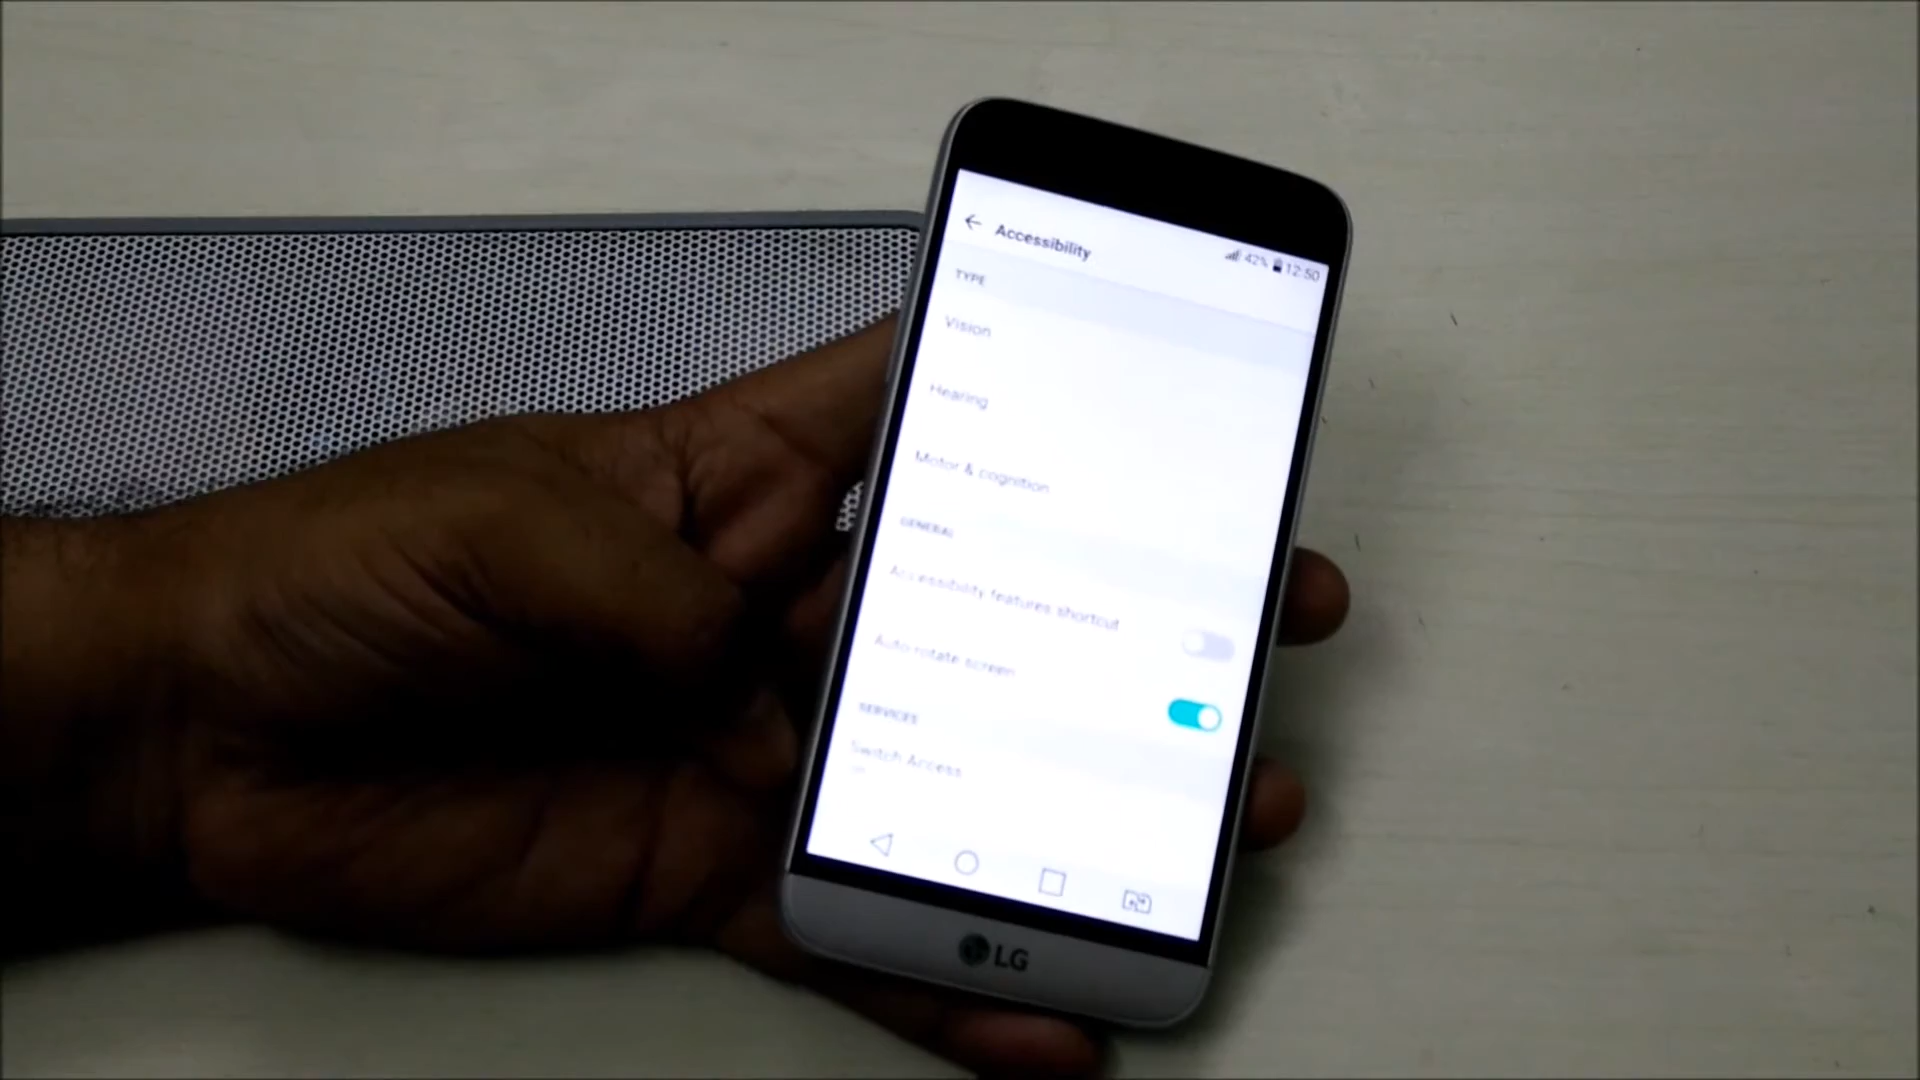 42% 12:50
Accessibility
TYPE
Vision
Hearing
Motor & cognition
GENERAL
Accessibility features shortcut
Auto-rotate screen
SERVICES
Switch Access
LG